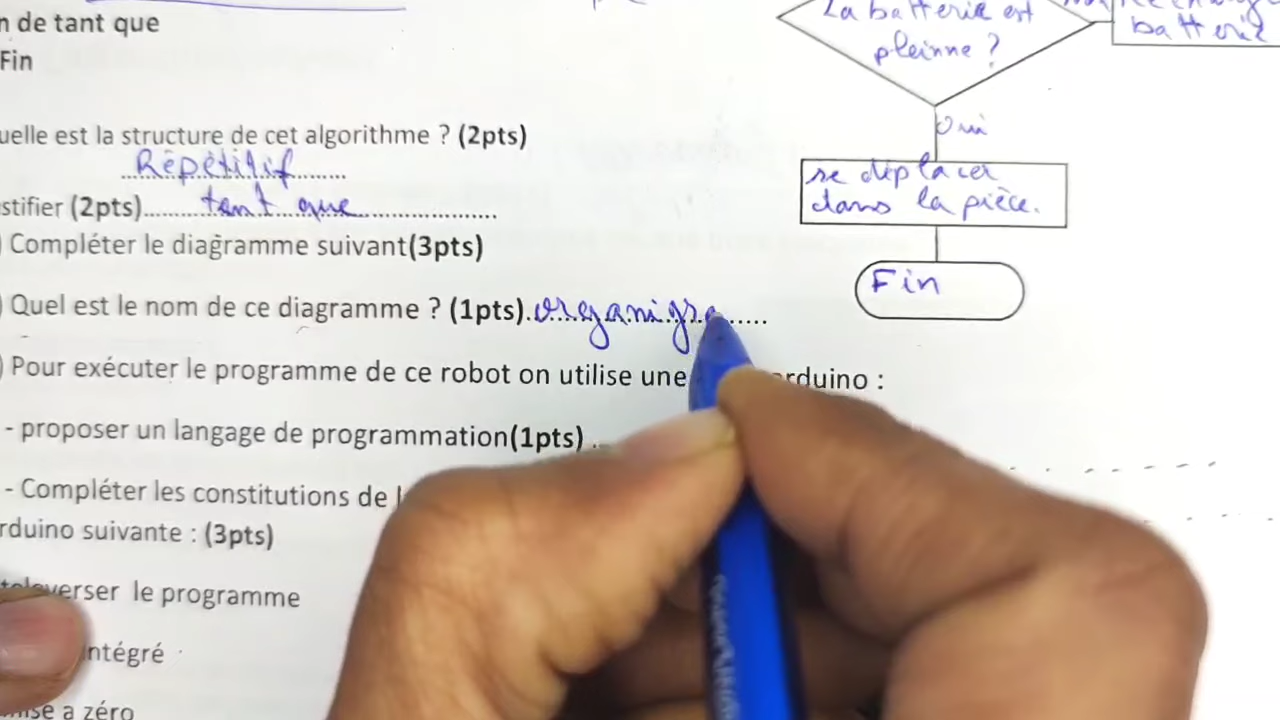 n de tant que
Fin
La batterie est
pleinne ?
batterie
Oui
uelle est la structure de cet algorithme ? (2pts)
Répétitif
se déplacer
dans la pièce.
stifier (2pts) tant que
) Compléter le diagramme suivant(3pts)
Fin
) Quel est le nom de ce diagramme ? (1pts) organigra
) Pour exécuter le programme de ce robot on utilise une rduino :
- proposer un langage de programmation(1pts)
- Compléter les constitutions de l
rduino suivante : (3pts)
verser le programme
intégré
ise a zéro